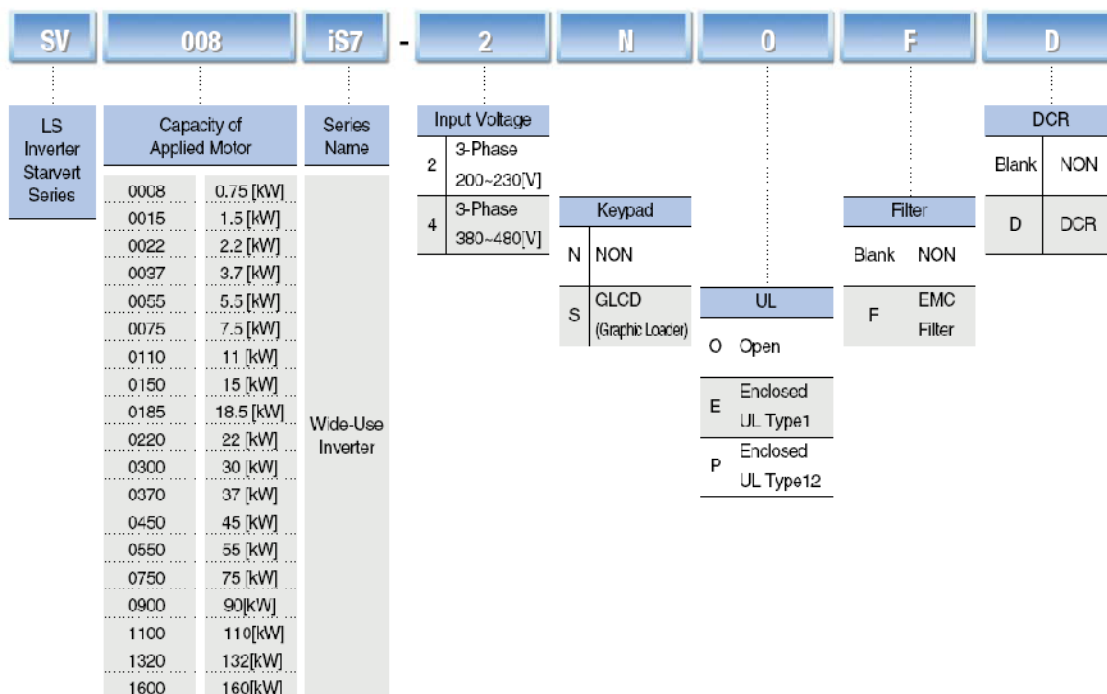 SV 008 iS7 - 2 N O F D
LS
Inverter
Starvert
Series
Capacity of
Applied Motor
0008 0.75 [kW]
0015 1.5 [kW]
0022 2.2 [kW]
0037 3.7 [kW]
0055 5.5 [kW]
0075 7.5 [kW]
0110 11 [kW]
0150 15 [kW]
0185 18.5 [kW]
0220 22 [kW]
0300 30 [kW]
0370 37 [kW]
0450 45 [kW]
0550 55 [kW]
0750 75 [kW]
0900 90[kW]
1100 110[kW]
1320 132[kW]
1600 160[kW]
Series
Name
Wide-Use
Inverter
Input Voltage
2 3-Phase
200~230[V]
4 3-Phase
380~480[V]
Keypad
N NON
S GLCD
(Graphic Loader)
UL
O Open
E Enclosed
UL Type1
P Enclosed
UL Type12
Filter
Blank NON
F EMC
Filter
DCR
Blank NON
D DCR